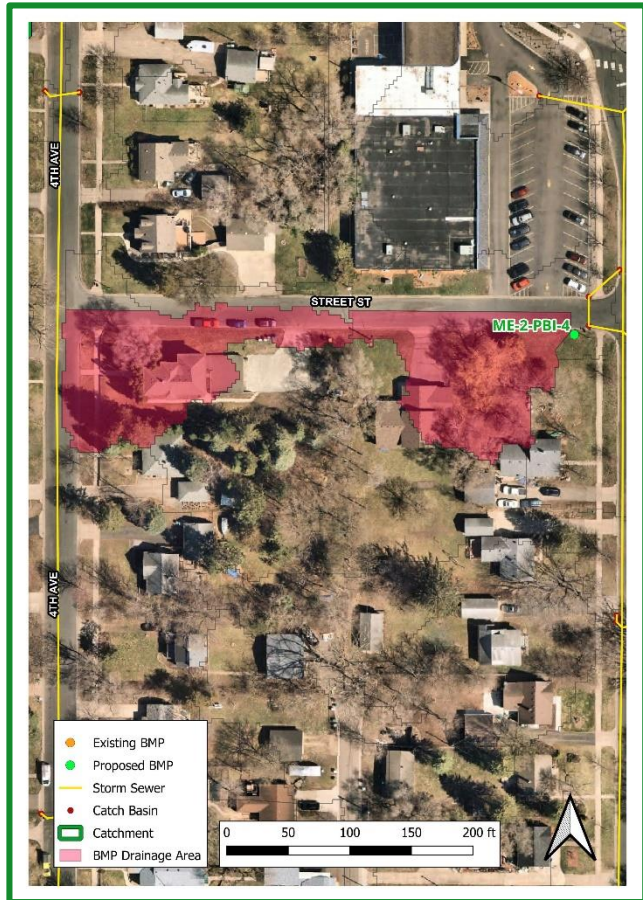 4TH AVE
STREET ST
ME-2-PBI-4
4TH AVE
Existing BMP
Proposed BMP
Storm Sewer
Catch Basin
Catchment
BMP Drainage Area
0 50 100 150 200 ft